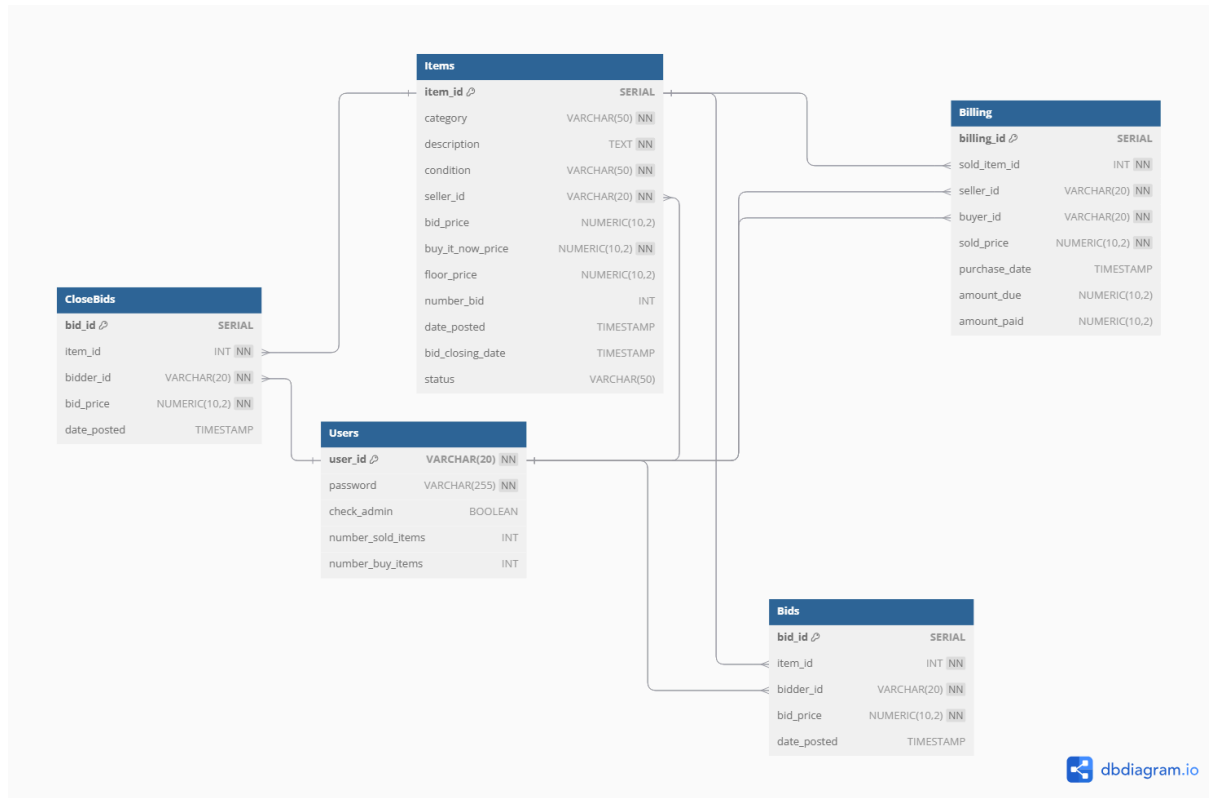 Items
item_id SERIAL
category VARCHAR(50) NN
description TEXT NN
condition VARCHAR(50) NN
seller_id VARCHAR(20) NN
bid_price NUMERIC(10,2)
buy_it_now_price NUMERIC(10,2) NN
floor_price NUMERIC(10,2)
number_bid INT
date_posted TIMESTAMP
bid_closing_date TIMESTAMP
status VARCHAR(50)
Billing
billing_id SERIAL
sold_item_id INT NN
seller_id VARCHAR(20) NN
buyer_id VARCHAR(20) NN
sold_price NUMERIC(10,2) NN
purchase_date TIMESTAMP
amount_due NUMERIC(10,2)
amount_paid NUMERIC(10,2)
CloseBids
bid_id SERIAL
item_id INT NN
bidder_id VARCHAR(20) NN
bid_price NUMERIC(10,2) NN
date_posted TIMESTAMP
Users
user_id VARCHAR(20) NN
password VARCHAR(255) NN
check_admin BOOLEAN
number_sold_items INT
number_buy_items INT
Bids
bid_id SERIAL
item_id INT NN
bidder_id VARCHAR(20) NN
bid_price NUMERIC(10,2) NN
date_posted TIMESTAMP
dbdiagram.io